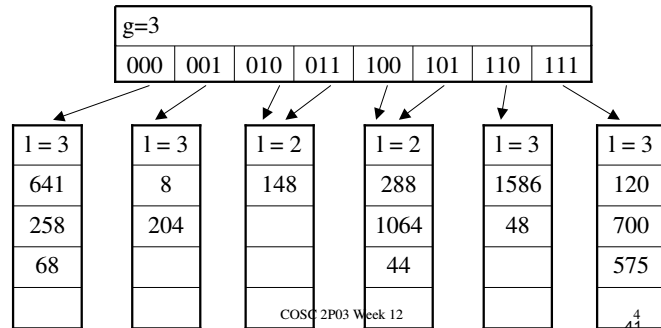 g=3
000 001 010 011 100 101 110 111
l = 3 l = 3 l = 2 l = 2 l = 3 l = 3
641 8 148 288 1586 120
258 204 1064 48 700
68 44 575
COSC 2P03 Week 12
4
41